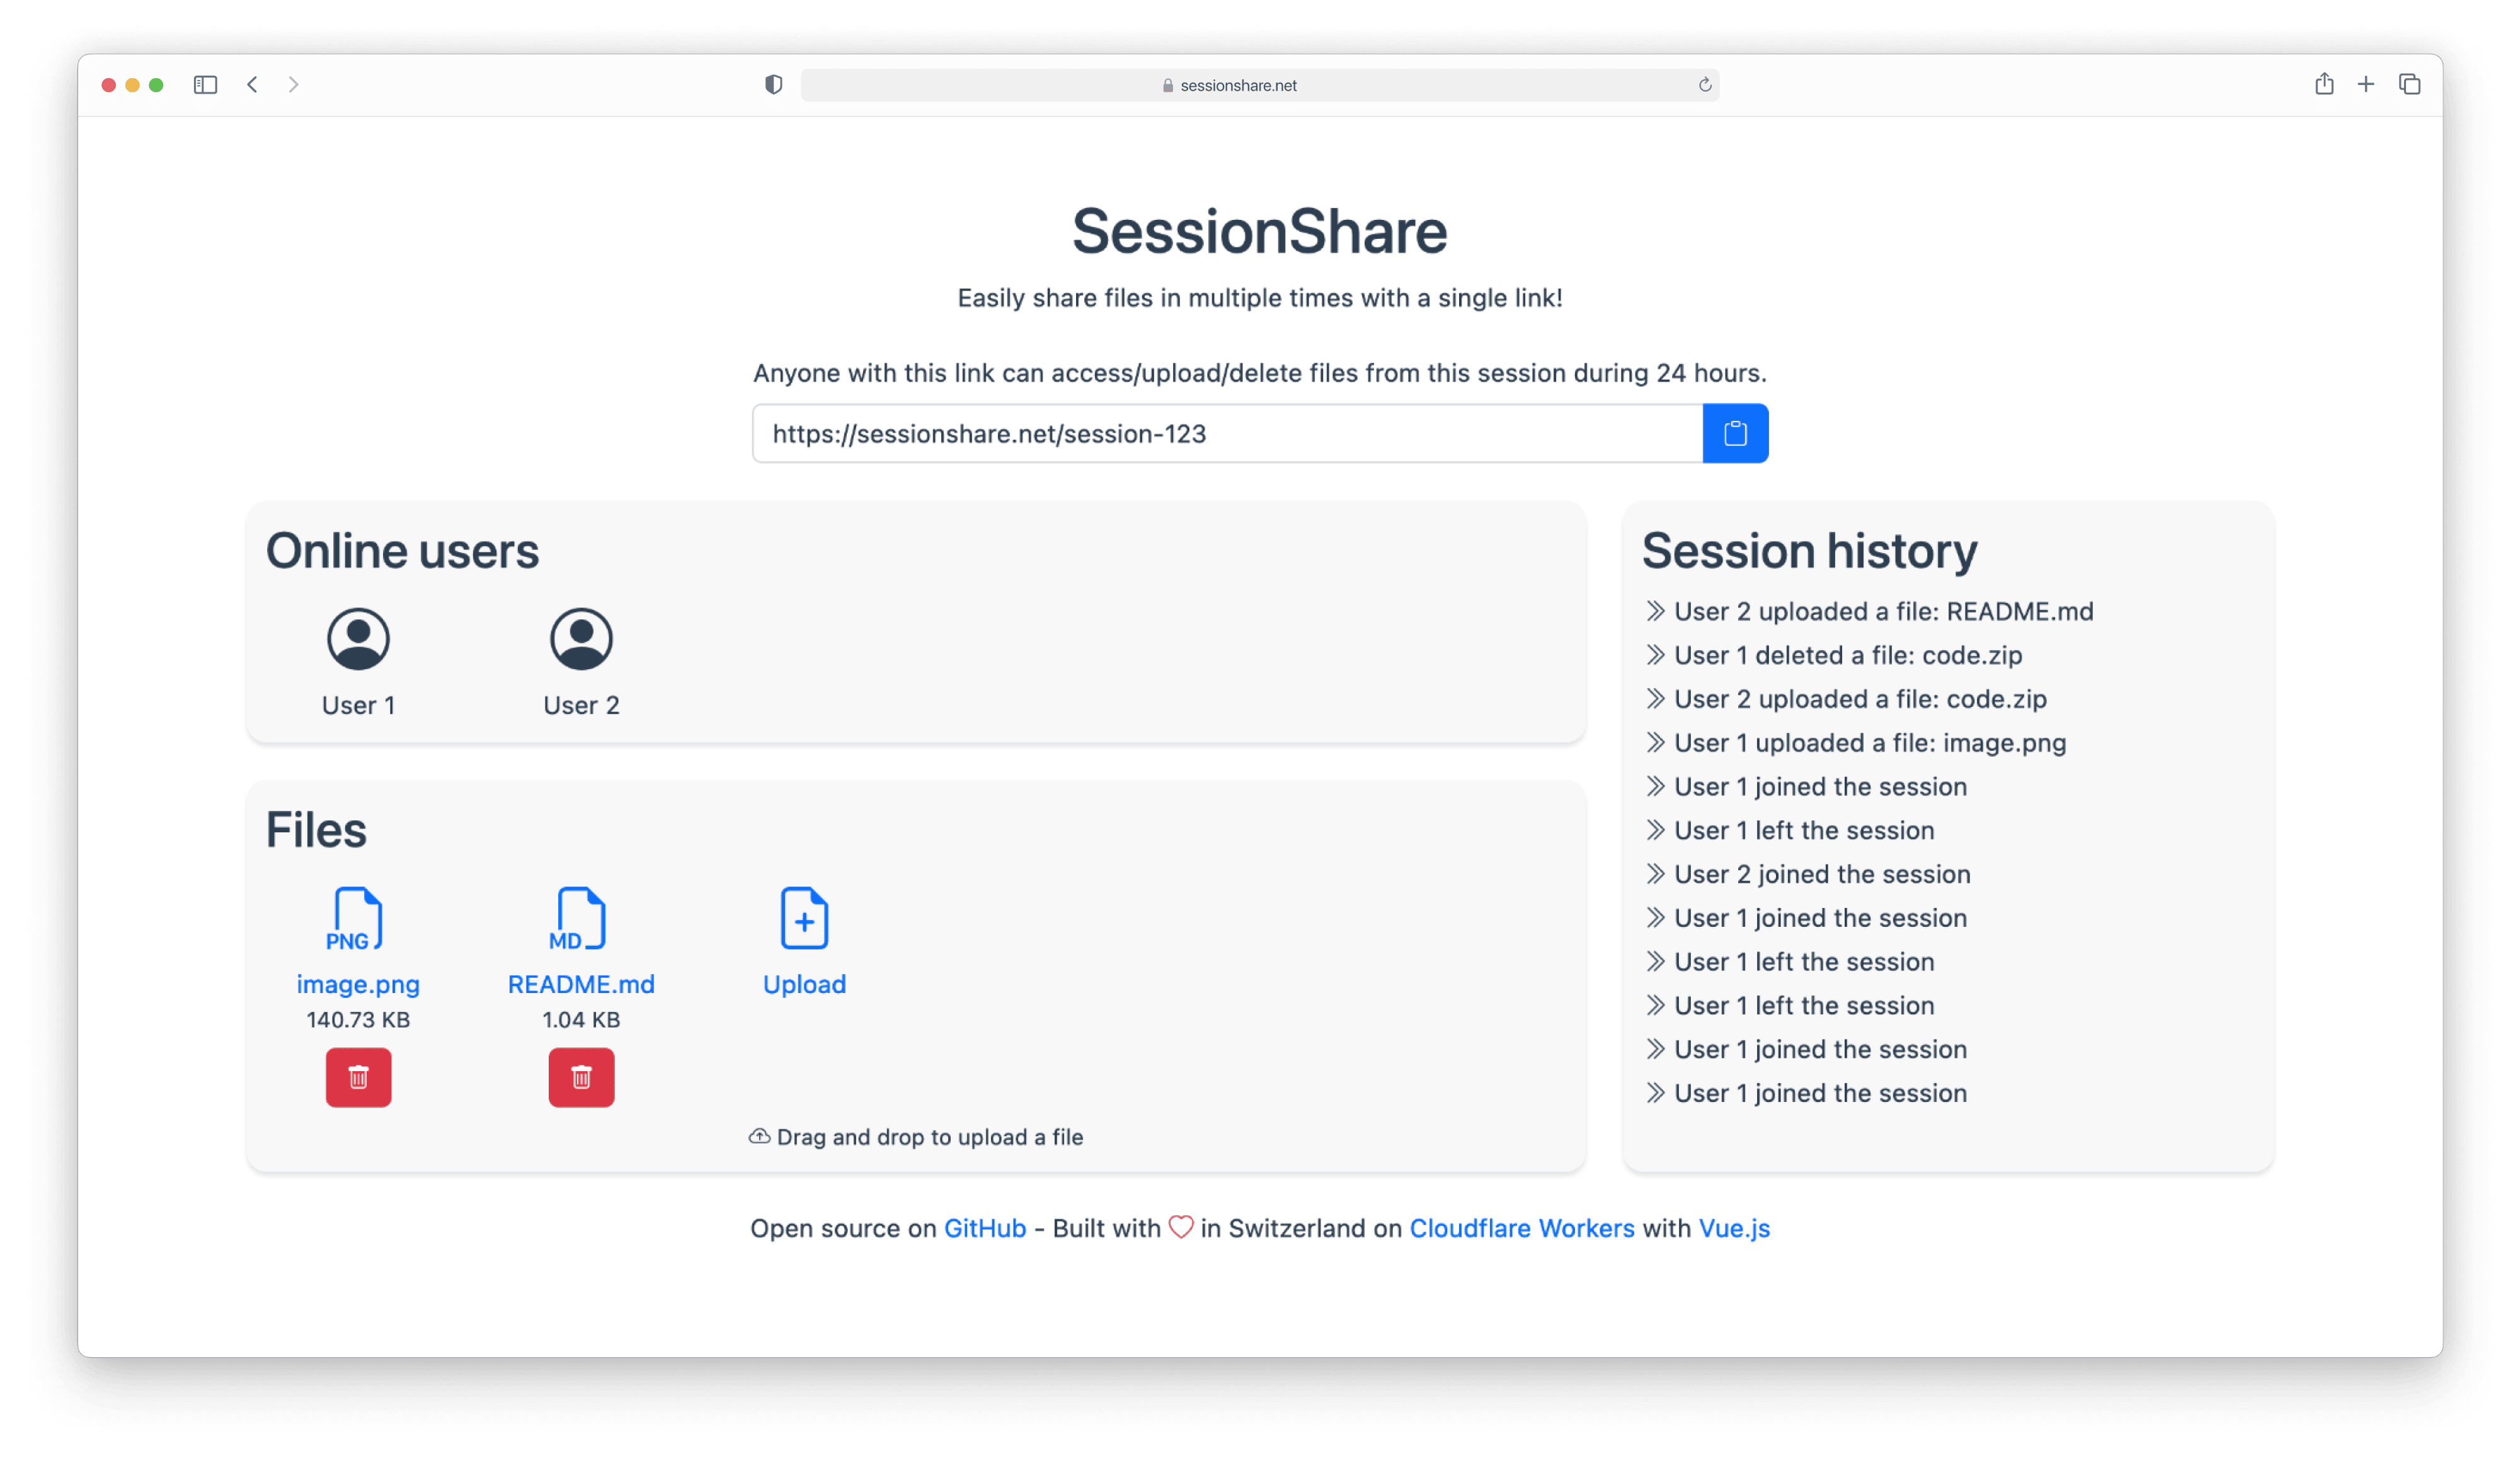 sessionshare.net
SessionShare
Easily share files in multiple times with a single link!
Anyone with this link can access/upload/delete files from this session during 24 hours.
https://sessionshare.net/session-123
Online users
User 1
User 2
Files
PNG
image.png
140.73 KB
MD
README.md
1.04 KB
Upload
Drag and drop to upload a file
Session history
User 2 uploaded a file: README.md
User 1 deleted a file: code.zip
User 2 uploaded a file: code.zip
User 1 uploaded a file: image.png
User 1 joined the session
User 1 left the session
User 2 joined the session
User 1 joined the session
User 1 left the session
User 1 left the session
User 1 joined the session
User 1 joined the session
Open source on GitHub - Built with ♡ in Switzerland on Cloudflare Workers with Vue.js